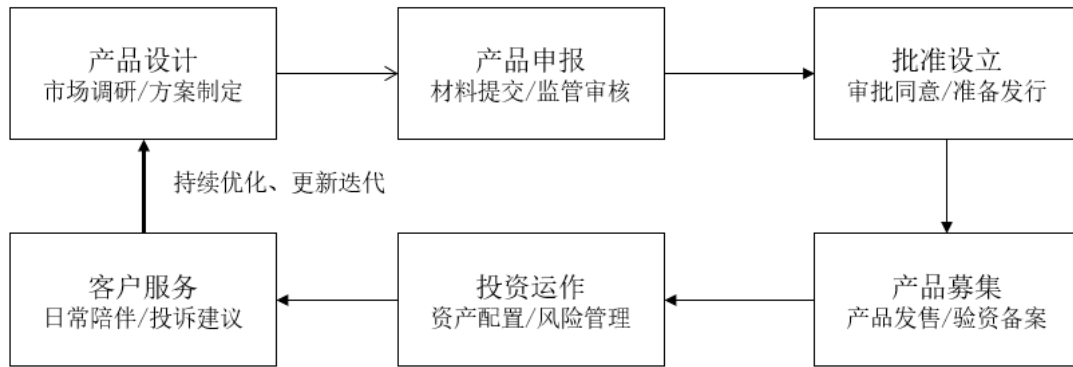 产品设计
市场调研/方案制定
产品申报
材料提交/监管审核
批准设立
审批同意/准备发行
持续优化、更新迭代
客户服务
日常陪伴/投诉建议
投资运作
资产配置/风险管理
产品募集
产品发售/验资备案